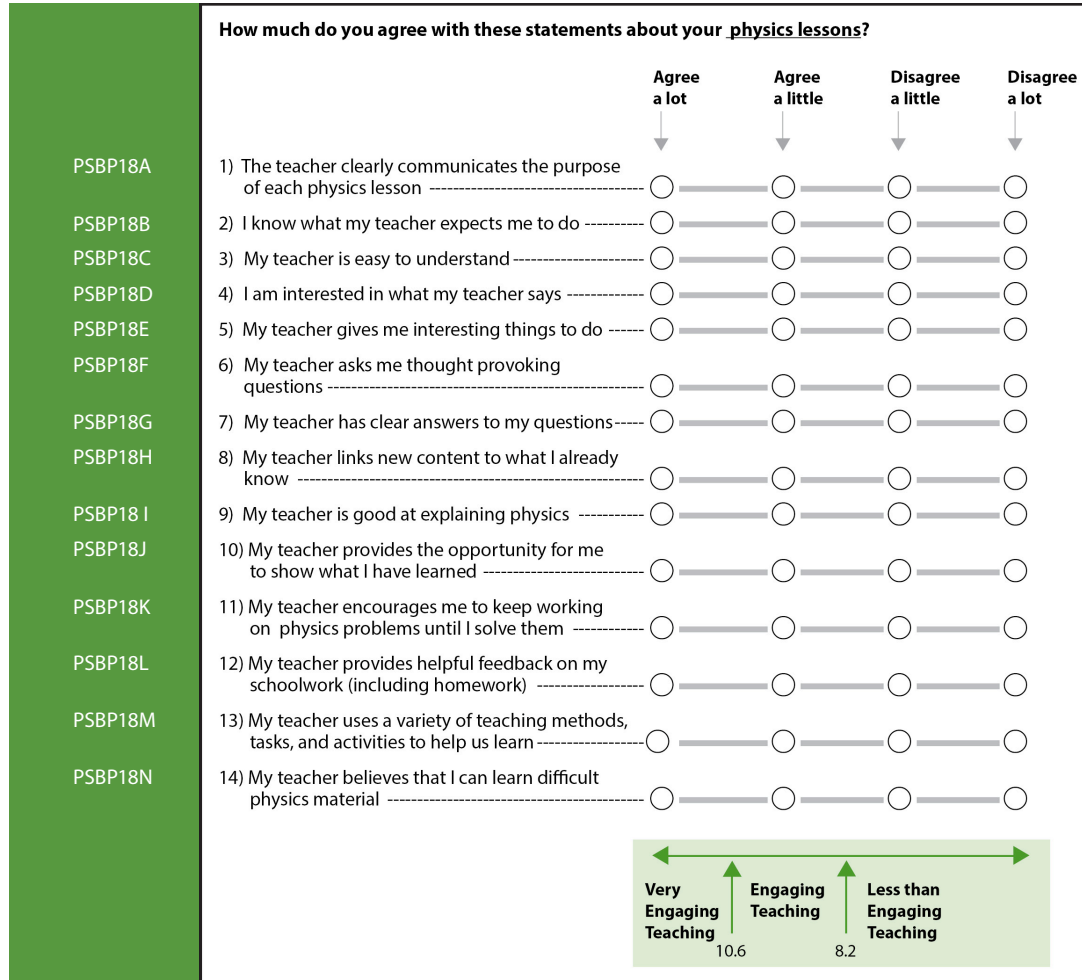 How much do you agree with these statements about your physics lessons?
Agree a lot
Agree a little
Disagree a little
Disagree a lot
PSBP18A
1) The teacher clearly communicates the purpose
of each physics lesson
PSBP18B
2) I know what my teacher expects me to do
PSBP18C
3) My teacher is easy to understand
PSBP18D
4) I am interested in what my teacher says
PSBP18E
5) My teacher gives me interesting things to do
PSBP18F
6) My teacher asks me thought provoking
questions
PSBP18G
7) My teacher has clear answers to my questions
PSBP18H
8) My teacher links new content to what I already
know
PSBP18 I
9) My teacher is good at explaining physics
PSBP18J
10) My teacher provides the opportunity for me
to show what I have learned
PSBP18K
11) My teacher encourages me to keep working
on physics problems until I solve them
PSBP18L
12) My teacher provides helpful feedback on my
schoolwork (including homework)
PSBP18M
13) My teacher uses a variety of teaching methods,
tasks, and activities to help us learn
PSBP18N
14) My teacher believes that I can learn difficult
physics material
Very
Engaging
Teaching
10.6
Engaging
Teaching
8.2
Less than
Engaging
Teaching